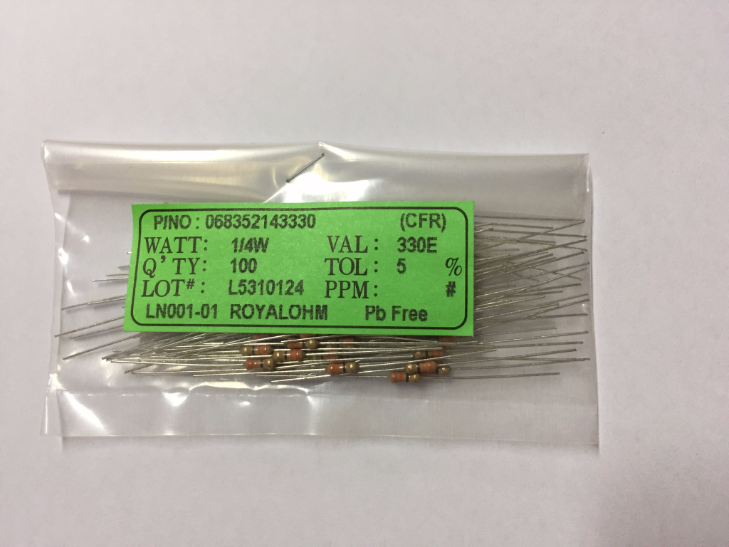 P/NO : 068352143330 (CFR)
WATT: 1/4W VAL : 330E
Q'TY: 100 TOL : 5 %
LOT#: L5310124 PPM : #
LN001-01 ROYALOHM Pb Free